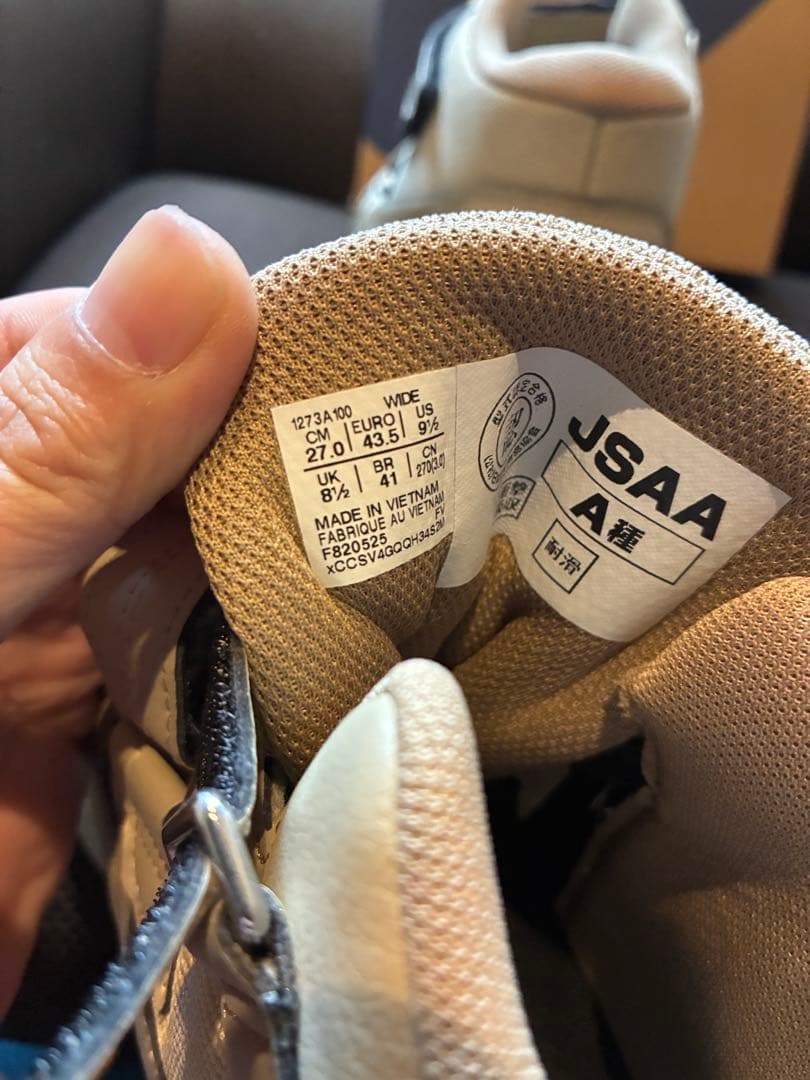 1273A100 WIDE
CM EURO US
27.0 43.5 9½
UK BR CN
8½ 41 270(3.0)
MADE IN VIETNAM
FABRIQUE AU VIETNAM
F820525 FV
xCCSV4GQQH34S2M
JSAA
A種
耐滑